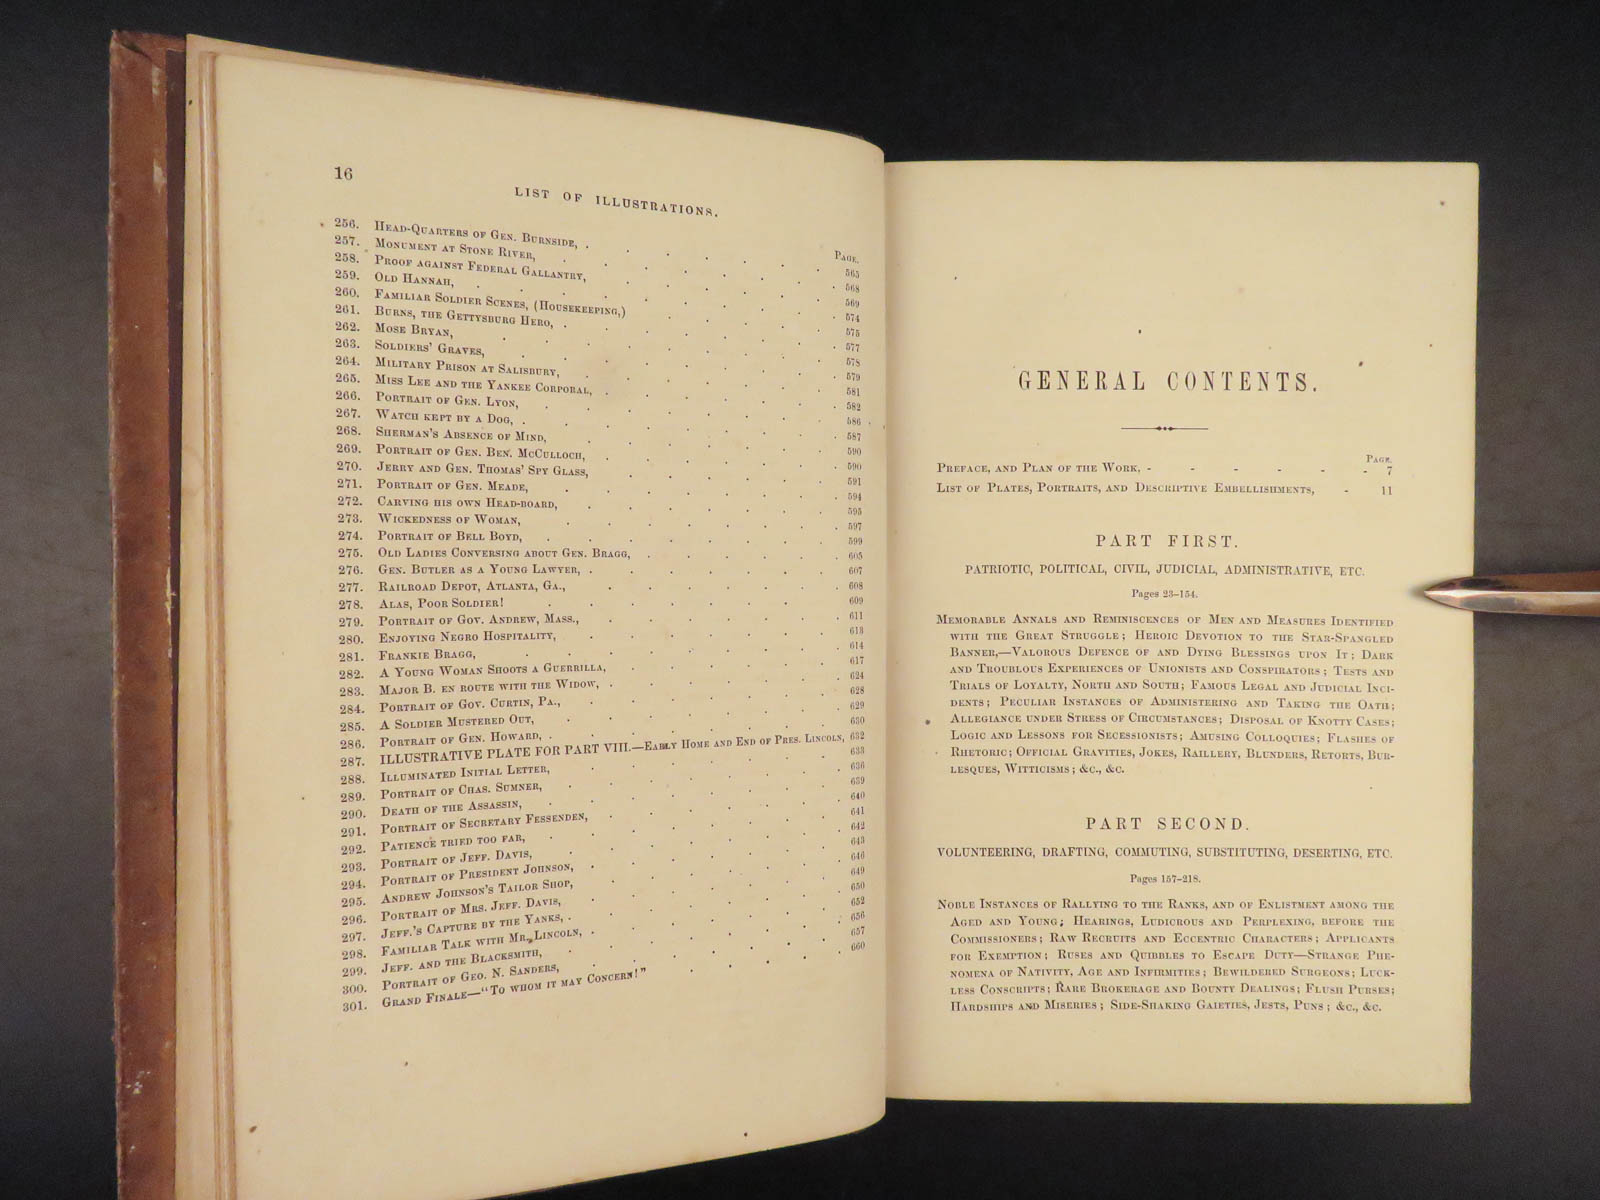 16
LIST OF ILLUSTRATIONS.
PAGE.
256. HEAD-QUARTERS OF GEN. BURNSIDE, . . . . . . . 565
257. MONUMENT AT STONE RIVER, . . . . . . . 568
258. PROOF AGAINST FEDERAL GALLANTRY, . . . . . . 569
259. OLD HANNAH, . . . . . . . . 574
260. FAMILIAR SOLDIER SCENES, (HOUSEKEEPING,) . . . . . 575
261. BURNS, THE GETTYSBURG HERO, . . . . . . . 577
262. MOSE BRYAN, . . . . . . . . 578
263. SOLDIERS' GRAVES, . . . . . . . . 579
264. MILITARY PRISON AT SALISBURY, . . . . . . . 581
265. MISS LEE AND THE YANKEE CORPORAL, . . . . . . 582
266. PORTRAIT OF GEN. LYON, . . . . . . . 586
267. WATCH KEPT BY A DOG, . . . . . . . 587
268. SHERMAN'S ABSENCE OF MIND, . . . . . . . 590
269. PORTRAIT OF GEN. BEN. MCCULLOCH, . . . . . . 590
270. JERRY AND GEN. THOMAS' SPY GLASS, . . . . . . 591
271. PORTRAIT OF GEN. MEADE, . . . . . . . 594
272. CARVING HIS OWN HEAD-BOARD, . . . . . . . 595
273. WICKEDNESS OF WOMAN, . . . . . . . 597
274. PORTRAIT OF BELL BOYD, . . . . . . . 599
275. OLD LADIES CONVERSING ABOUT GEN. BRAGG, . . . . . 605
276. GEN. BUTLER AS A YOUNG LAWYER, . . . . . . 607
277. RAILROAD DEPOT, ATLANTA, GA., . . . . . . 608
278. ALAS, POOR SOLDIER! . . . . . . . 609
279. PORTRAIT OF GOV. ANDREW, MASS., . . . . . . 611
280. ENJOYING NEGRO HOSPITALITY, . . . . . . . 613
281. FRANKIE BRAGG, . . . . . . . . 614
282. A YOUNG WOMAN SHOOTS A GUERRILLA, . . . . . . 617
283. MAJOR B. EN ROUTE WITH THE WIDOW, . . . . . . 624
284. PORTRAIT OF GOV. CURTIN, PA., . . . . . . 628
285. A SOLDIER MUSTERED OUT, . . . . . . . 629
286. PORTRAIT OF GEN. HOWARD, . . . . . . . 630
287. ILLUSTRATIVE PLATE FOR PART VIII.—EARLY HOME AND END OF PRES. LINCOLN, 632
288. ILLUMINATED INITIAL LETTER, . . . . . . . 633
289. PORTRAIT OF CHAS. SUMNER, . . . . . . . 636
290. DEATH OF THE ASSASSIN, . . . . . . . 639
291. PORTRAIT OF SECRETARY FESSENDEN, . . . . . . 640
292. PATIENCE TRIED TOO FAR, . . . . . . . 641
293. PORTRAIT OF JEFF. DAVIS, . . . . . . . 642
294. PORTRAIT OF PRESIDENT JOHNSON, . . . . . . 643
295. ANDREW JOHNSON'S TAILOR SHOP, . . . . . . 646
296. PORTRAIT OF MRS. JEFF. DAVIS, . . . . . . 649
297. JEFF.'S CAPTURE BY THE YANKS, . . . . . . 650
298. FAMILIAR TALK WITH MR. LINCOLN, . . . . . . 652
299. JEFF. AND THE BLACKSMITH, . . . . . . . 656
300. PORTRAIT OF GEO. N. SANDERS, . . . . . . 657
301. GRAND FINALE—"TO WHOM IT MAY CONCERN!" . . . . 660
GENERAL CONTENTS.
PAGE.
PREFACE, AND PLAN OF THE WORK, - - - - - - 7
LIST OF PLATES, PORTRAITS, AND DESCRIPTIVE EMBELLISHMENTS, - 11
PART FIRST.
PATRIOTIC, POLITICAL, CIVIL, JUDICIAL, ADMINISTRATIVE, ETC.
Pages 23-154.
MEMORABLE ANNALS AND REMINISCENCES OF MEN AND MEASURES IDENTIFIED
WITH THE GREAT STRUGGLE; HEROIC DEVOTION TO THE STAR-SPANGLED
BANNER,—VALOROUS DEFENCE OF AND DYING BLESSINGS UPON IT; DARK
AND TROUBLOUS EXPERIENCES OF UNIONISTS AND CONSPIRATORS; TESTS AND
TRIALS OF LOYALTY, NORTH AND SOUTH; FAMOUS LEGAL AND JUDICIAL INCI-
DENTS; PECULIAR INSTANCES OF ADMINISTERING AND TAKING THE OATH;
ALLEGIANCE UNDER STRESS OF CIRCUMSTANCES; DISPOSAL OF KNOTTY CASES;
LOGIC AND LESSONS FOR SECESSIONISTS; AMUSING COLLOQUIES; FLASHES OF
RHETORIC; OFFICIAL GRAVITIES, JOKES, RAILLERY, BLUNDERS, RETORTS, BUR-
LESQUES, WITTICISMS; &C., &C.
PART SECOND.
VOLUNTEERING, DRAFTING, COMMUTING, SUBSTITUTING, DESERTING, ETC.
Pages 157-218.
NOBLE INSTANCES OF RALLYING TO THE RANKS, AND OF ENLISTMENT AMONG THE
AGED AND YOUNG; HEARINGS, LUDICROUS AND PERPLEXING, BEFORE THE
COMMISSIONERS; RAW RECRUITS AND ECCENTRIC CHARACTERS; APPLICANTS
FOR EXEMPTION; RUSES AND QUIBBLES TO ESCAPE DUTY—STRANGE PHE-
NOMENA OF NATIVITY, AGE AND INFIRMITIES; BEWILDERED SURGEONS; LUCK-
LESS CONSCRIPTS; RARE BROKERAGE AND BOUNTY DEALINGS; FLUSH PURSES;
HARDSHIPS AND MISERIES; SIDE-SHAKING GAIETIES, JESTS, PUNS; &C., &C.